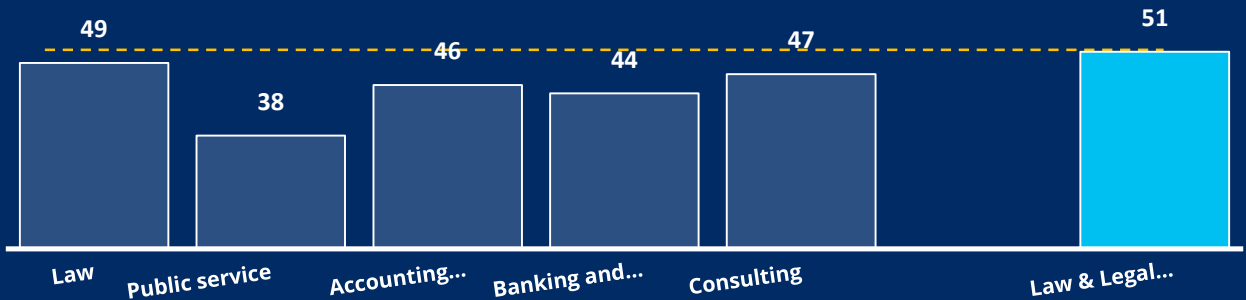 49
38
46
44
47
51
Law
Public service
Accounting...
Banking and...
Consulting
Law & Legal...